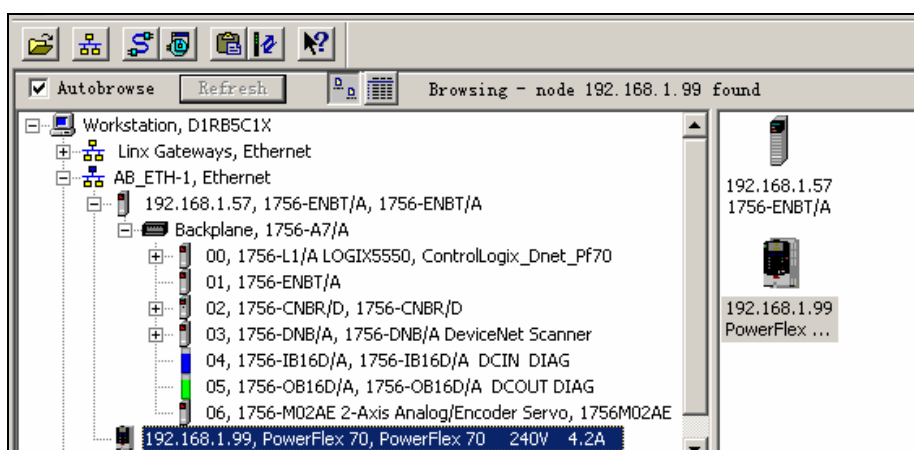 Autobrowse Refresh Browsing - node 192.168.1.99 found
Workstation, D1RB5C1X
Linx Gateways, Ethernet
AB_ETH-1, Ethernet
192.168.1.57, 1756-ENBT/A, 1756-ENBT/A
Backplane, 1756-A7/A
00, 1756-L1/A LOGIX5550, ControlLogix_Dnet_Pf70
01, 1756-ENBT/A
02, 1756-CNBR/D, 1756-CNBR/D
03, 1756-DNB/A, 1756-DNB/A DeviceNet Scanner
04, 1756-IB16D/A, 1756-IB16D/A DCIN DIAG
05, 1756-OB16D/A, 1756-OB16D/A DCOUT DIAG
06, 1756-M02AE 2-Axis Analog/Encoder Servo, 1756M02AE
192.168.1.99, PowerFlex 70, PowerFlex 70 240V 4.2A
192.168.1.57
1756-ENBT/A
192.168.1.99
PowerFlex ...